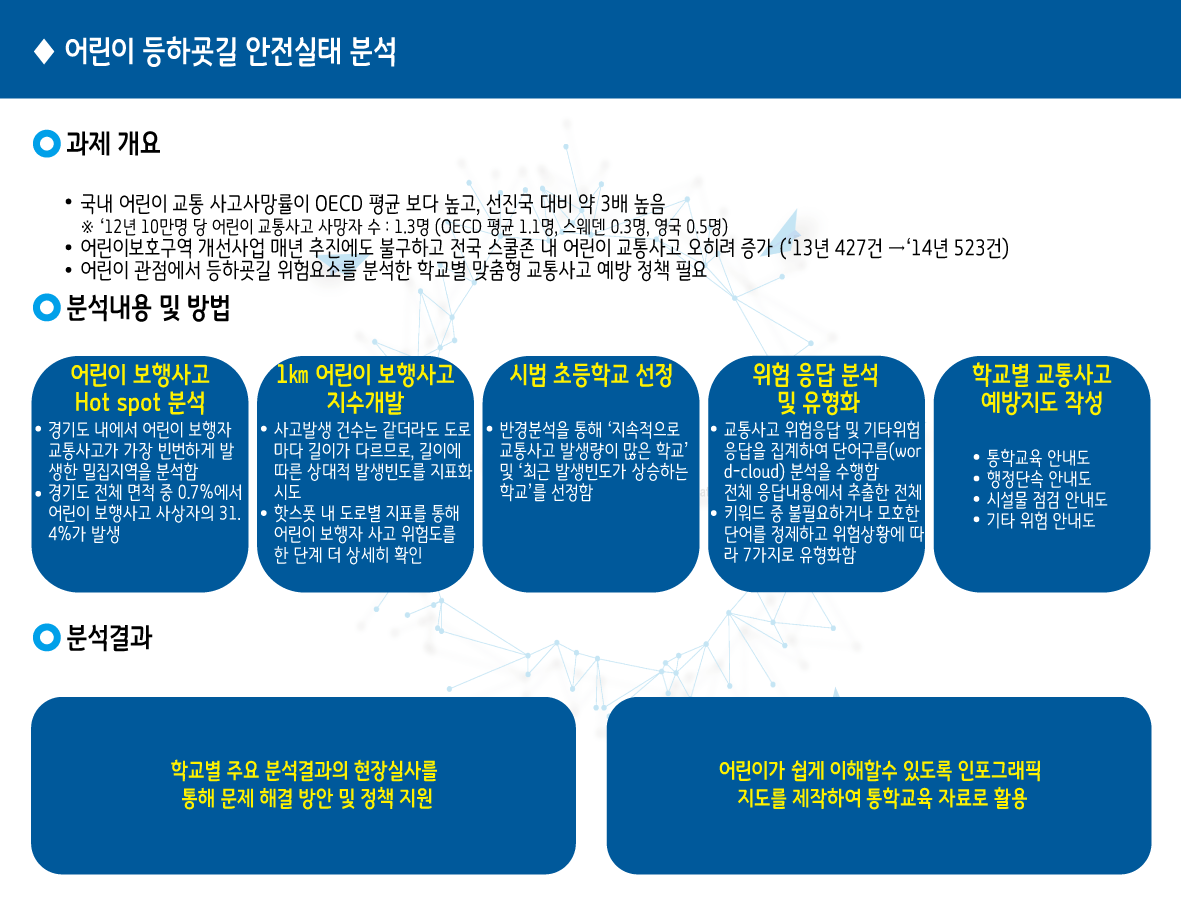 ♦ 어린이 등하굣길 안전실태 분석
과제 개요
• 국내 어린이 교통 사고사망률이 OECD 평균 보다 높고, 선진국 대비 약 3배 높음
※ ‘12년 10만명 당 어린이 교통사고 사망자 수 : 1.3명 (OECD 평균 1.1명, 스웨덴 0.3명, 영국 0.5명)
• 어린이보호구역 개선사업 매년 추진에도 불구하고 전국 스쿨존 내 어린이 교통사고 오히려 증가 (‘13년 427건 →‘14년 523건)
• 어린이 관점에서 등하굣길 위험요소를 분석한 학교별 맞춤형 교통사고 예방 정책 필요
분석내용 및 방법
어린이 보행사고
Hot spot 분석
• 경기도 내에서 어린이 보행자
교통사고가 가장 빈번하게 발
생한 밀집지역을 분석함
• 경기도 전체 면적 중 0.7%에서
어린이 보행사고 사상자의 31.
4%가 발생
1㎞ 어린이 보행사고
지수개발
• 사고발생 건수는 같더라도 도로
마다 길이가 다르므로, 길이에
따른 상대적 발생빈도를 지표화
시도
• 핫스폿 내 도로별 지표를 통해
어린이 보행자 사고 위험도를
한 단계 더 상세히 확인
시범 초등학교 선정
• 반경분석을 통해 ‘지속적으로
교통사고 발생량이 많은 학교’
및 ‘최근 발생빈도가 상승하는
학교’를 선정함
위험 응답 분석
및 유형화
• 교통사고 위험응답 및 기타위험
응답을 집계하여 단어구름(wor
d-cloud) 분석을 수행함
전체 응답내용에서 추출한 전체
• 키워드 중 불필요하거나 모호한
단어를 정제하고 위험상황에 따
라 7가지로 유형화함
학교별 교통사고
예방지도 작성
• 통학교육 안내도
• 행정단속 안내도
• 시설물 점검 안내도
• 기타 위험 안내도
분석결과
학교별 주요 분석결과의 현장실사를
통해 문제 해결 방안 및 정책 지원
어린이가 쉽게 이해할수 있도록 인포그래픽
지도를 제작하여 통학교육 자료로 활용